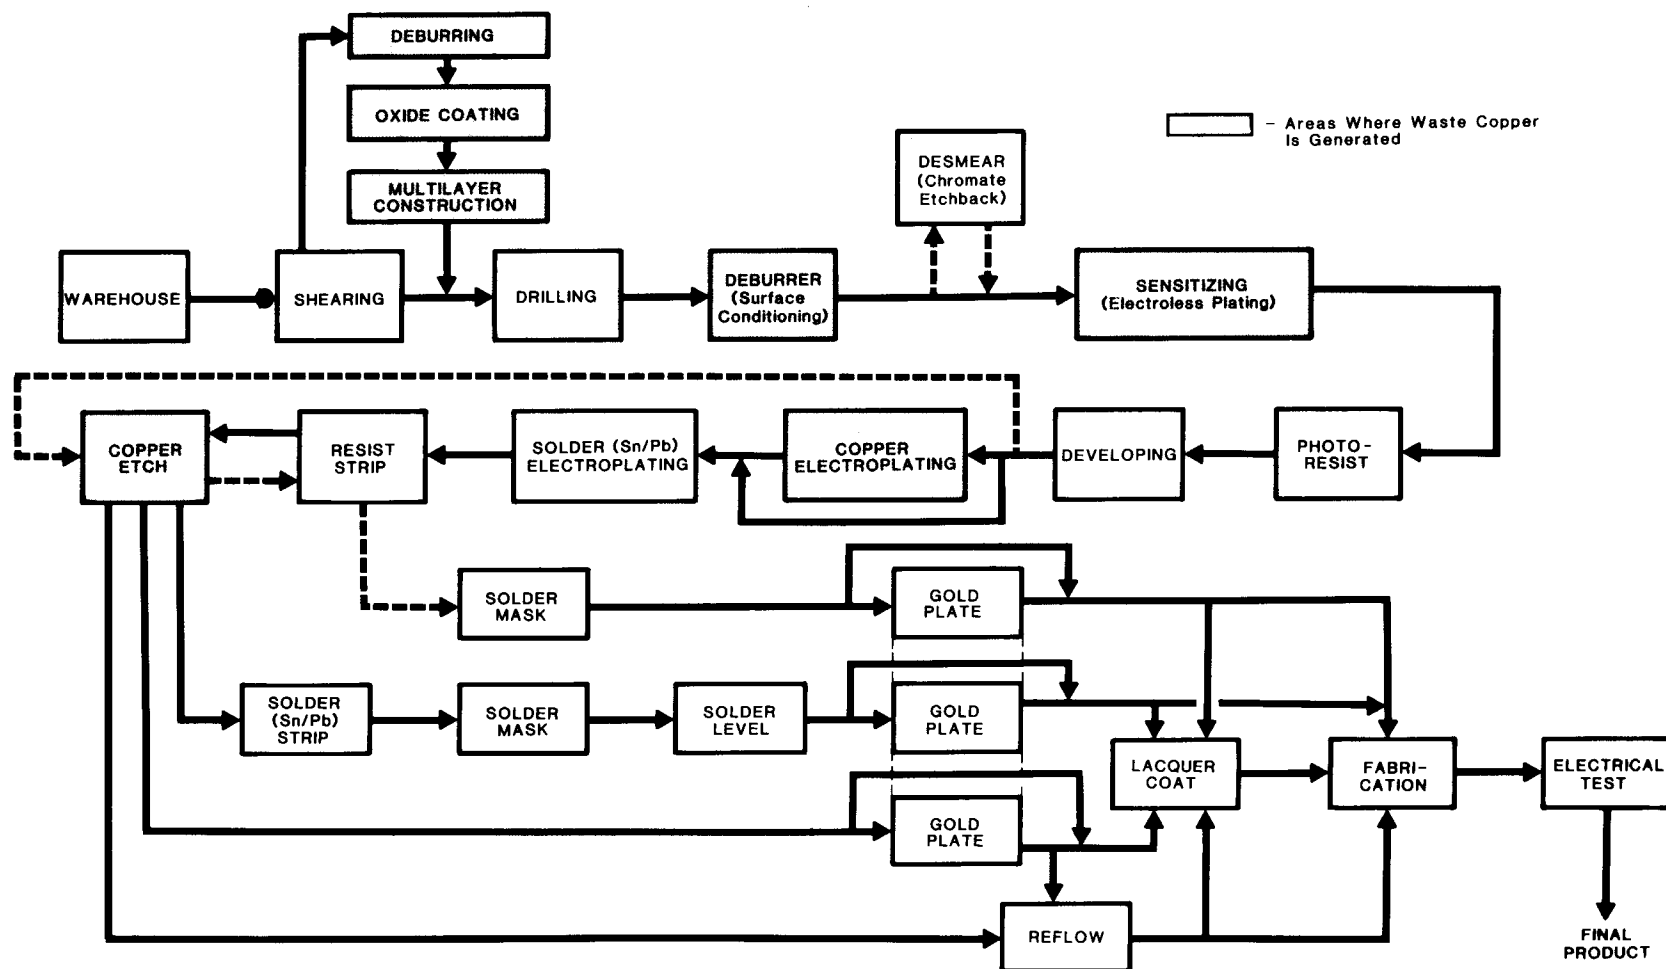 DEBURRING
OXIDE COATING
MULTILAYER
CONSTRUCTION
– Areas Where Waste Copper
Is Generated
DESMEAR
(Chromate
Etchback)
WAREHOUSE
SHEARING
DRILLING
DEBURRER
(Surface
Conditioning)
SENSITIZING
(Electroless Plating)
COPPER
ETCH
RESIST
STRIP
SOLDER (Sn/Pb)
ELECTROPLATING
COPPER
ELECTROPLATING
DEVELOPING
PHOTO-
RESIST
SOLDER
MASK
GOLD
PLATE
SOLDER
(Sn/Pb)
STRIP
SOLDER
MASK
SOLDER
LEVEL
GOLD
PLATE
LACQUER
COAT
FABRI-
CATION
ELECTRICAL
TEST
GOLD
PLATE
REFLOW
FINAL
PRODUCT